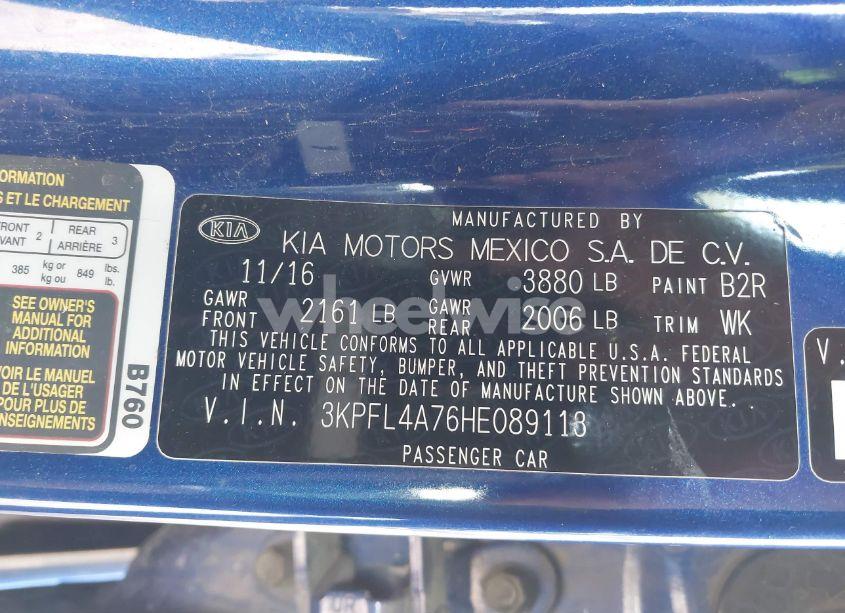 ORMATION
S ET LE CHARGEMENT
FRONT
VANT 2 REAR
ARRIÈRE 3
385 kg or
kg ou 849 lbs.
lb.
SEE OWNER'S
MANUAL FOR
ADDITIONAL
INFORMATION
VOIR LE MANUEL
DE L'USAGER
POUR PLUS DE
RENSEIGNEMENTS
B760
MANUFACTURED BY
KIA KIA MOTORS MEXICO S.A. DE C.V.
11/16 GVWR 3880 LB PAINT B2R
GAWR
FRONT 2161 LB GAWR
REAR 2006 LB TRIM WK
THIS VEHICLE CONFORMS TO ALL APPLICABLE U.S.A. FEDERAL
MOTOR VEHICLE SAFETY, BUMPER, AND THEFT PREVENTION STANDARDS
IN EFFECT ON THE DATE OF MANUFACTURE SHOWN ABOVE.
V.I.N. 3KPFL4A76HE089118
PASSENGER CAR
V.
wheelwise
UR